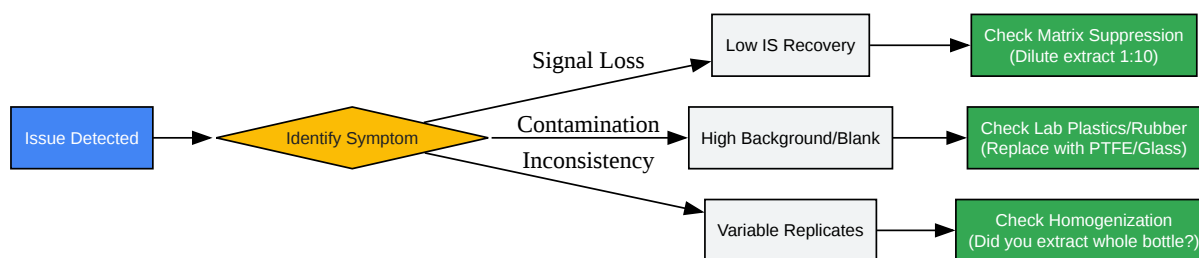 Issue Detected
Identify Symptom
Signal Loss
Contamination
Inconsistency
Low IS Recovery
High Background/Blank
Variable Replicates
Check Matrix Suppression
(Dilute extract 1:10)
Check Lab Plastics/Rubber
(Replace with PTFE/Glass)
Check Homogenization
(Did you extract whole bottle?)